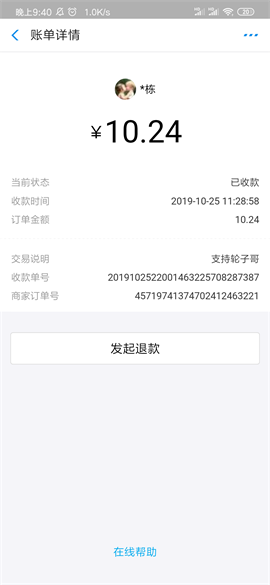 晚上9:40 1.0K/s 20
账单详情
*栋
¥10.24
当前状态 已收款
收款时间 2019-10-25 11:28:58
订单金额 10.24
交易说明 支持轮子哥
收款单号 2019102522001463225708287387
商家订单号 45719741374702412463221
发起退款
在线帮助